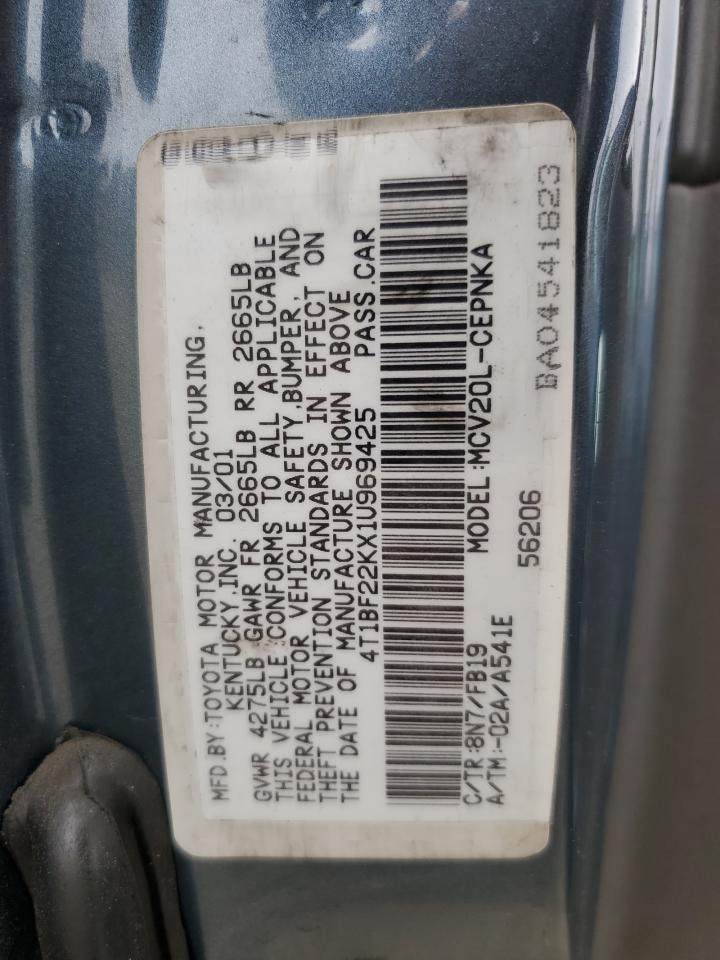 MFD.BY:TOYOTA MOTOR MANUFACTURING.
KENTUCKY,INC. 03/01
GVWR 4275LB GAWR FR 2665LB RR 2665LB
THIS VEHICLE CONFORMS TO ALL APPLICABLE
FEDERAL MOTOR VEHICLE SAFETY,BUMPER, AND
THEFT PREVENTION STANDARDS IN EFFECT ON
THE DATE OF MANUFACTURE SHOWN ABOVE
4T1BF22KX1U969425 PASS.CAR
C/TR:8N7/FB19 MODEL:MCV20L-CEPNKA
A/TM:-02A/A541E
56206
BA04541823